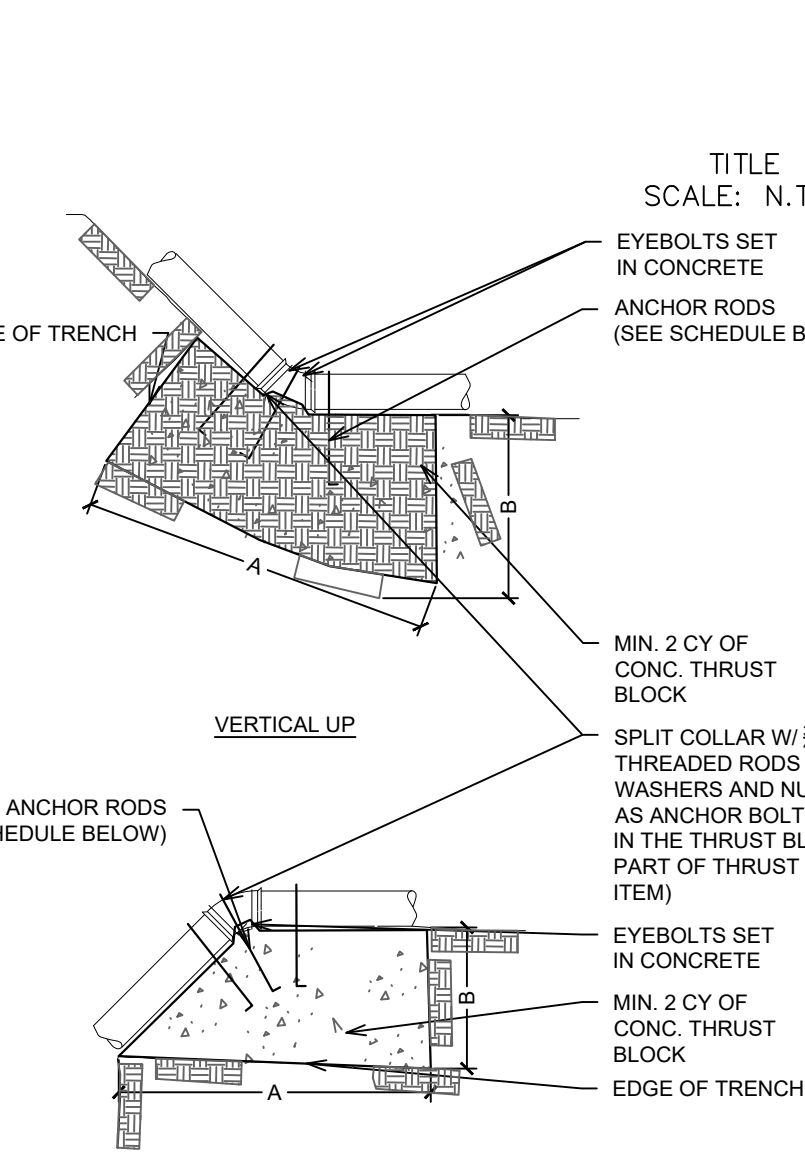 TITLE
SCALE: N.T
EYEBOLTS SET
IN CONCRETE
ANCHOR RODS
(SEE SCHEDULE B
E OF TRENCH
B
A
MIN. 2 CY OF
CONC. THRUST
BLOCK
VERTICAL UP
SPLIT COLLAR W/
THREADED RODS
WASHERS AND NU
AS ANCHOR BOLT
IN THE THRUST BL
PART OF THRUST
ITEM)
ANCHOR RODS
HEDULE BELOW)
EYEBOLTS SET
IN CONCRETE
B
MIN. 2 CY OF
CONC. THRUST
BLOCK
EDGE OF TRENCH
A